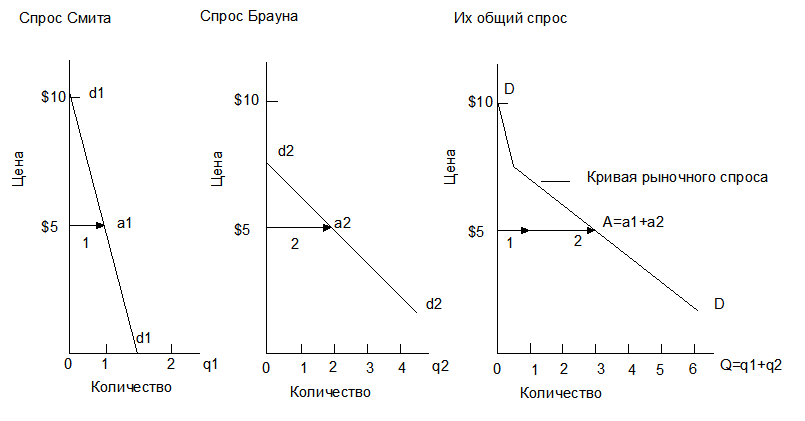 Спрос Смита
Спрос Брауна
Их общий спрос
Цена
$10
d1
$5
a1
1
d1
0
1
2
q1
Количество
Цена
$10
d2
$5
a2
2
d2
0
1
2
3
4
q2
Количество
Цена
D
$10
Кривая рыночного спроса
$5
A=a1+a2
1
2
D
0
1
2
3
4
5
6
Q=q1+q2
Количество